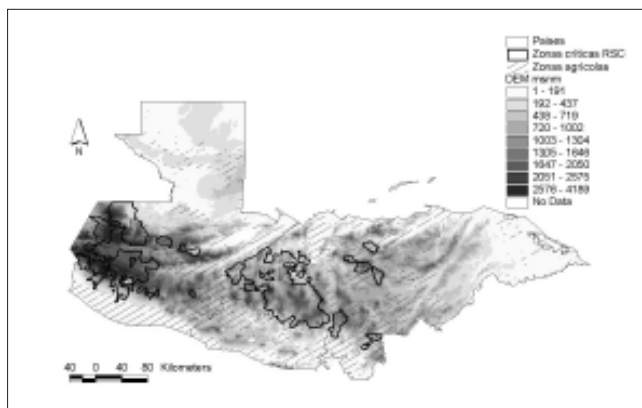 Paises
Zonas críticas RSC
Zonas agrícolas
DEM msnm
1 - 191
192 - 437
438 - 719
720 - 1002
1003 - 1304
1305 - 1646
1647 - 2050
2051 - 2575
2576 - 4189
No Data
N
40 0 40 80 Kilometers